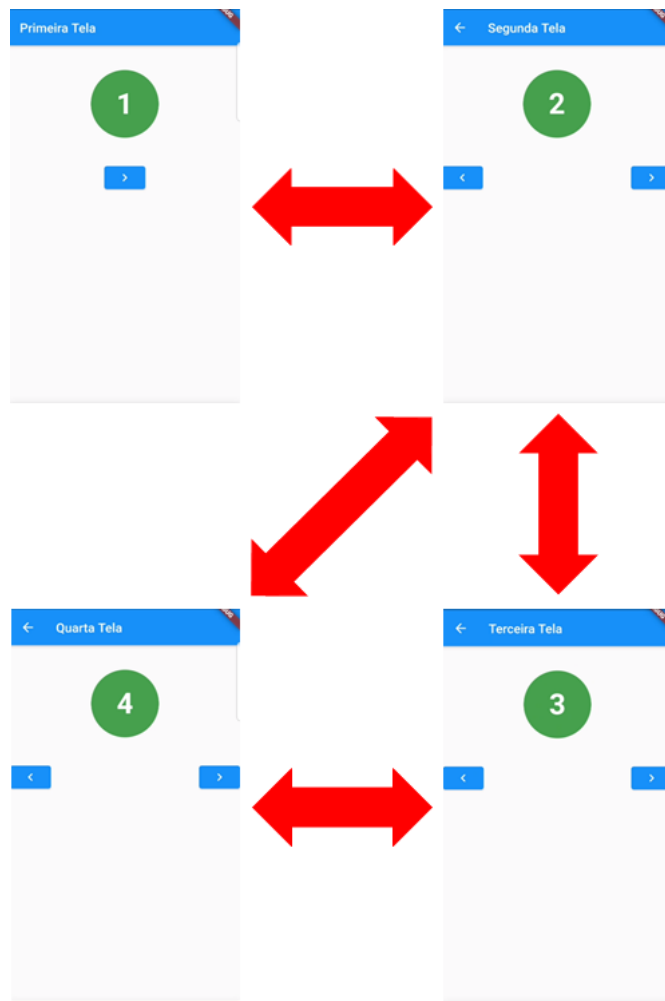 Primeira Tela
1
>
← Segunda Tela
2
< >
← Quarta Tela
4
< >
← Terceira Tela
3
< >